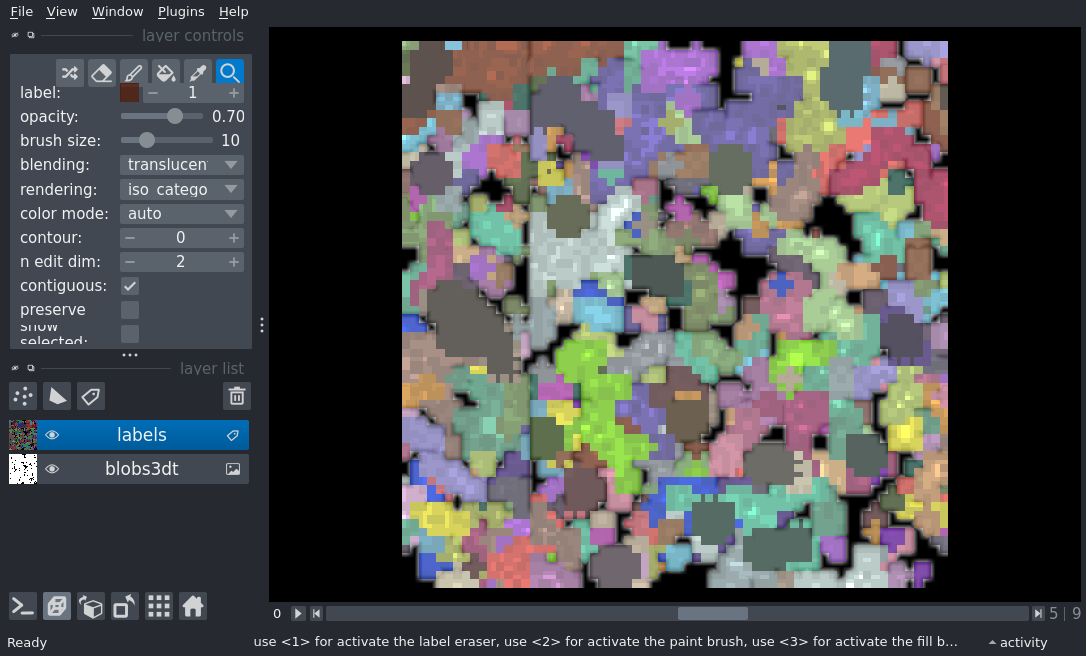 File View Window Plugins Help
layer controls
label: 1
opacity: 0.70
brush size: 10
blending: translucen
rendering: iso catego
color mode: auto
contour: 0
n edit dim: 2
contiguous:
preserve
show
selected:
layer list
labels
blobs3dt
0 5 | 9
Ready use <1> for activate the label eraser, use <2> for activate the paint brush, use <3> for activate the fill b... activity